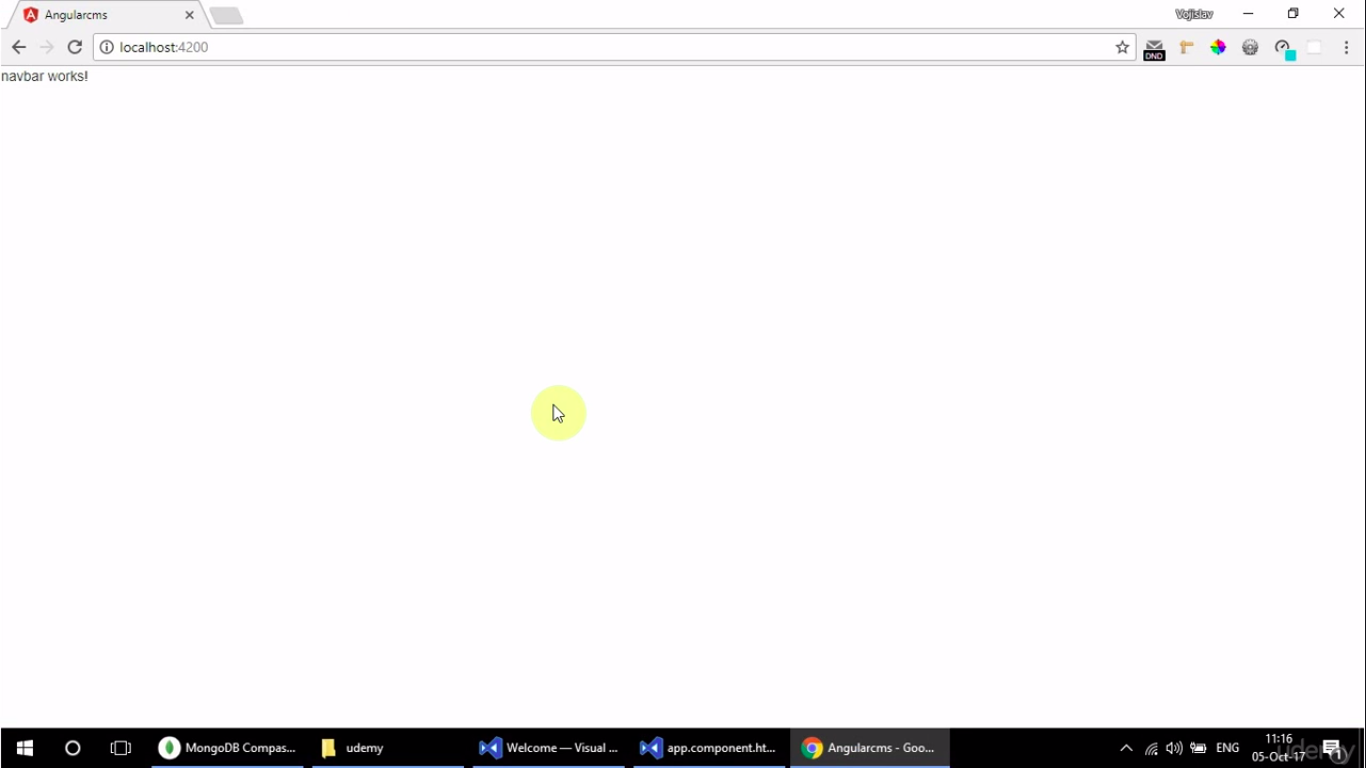 Angularcms
Vojislav
localhost:4200
DND
navbar works!
MongoDB Compas...
udemy
Welcome — Visual ...
app.component.ht...
Angularcms - Goo...
ENG
11:16
05-Oct-17
1
udemy